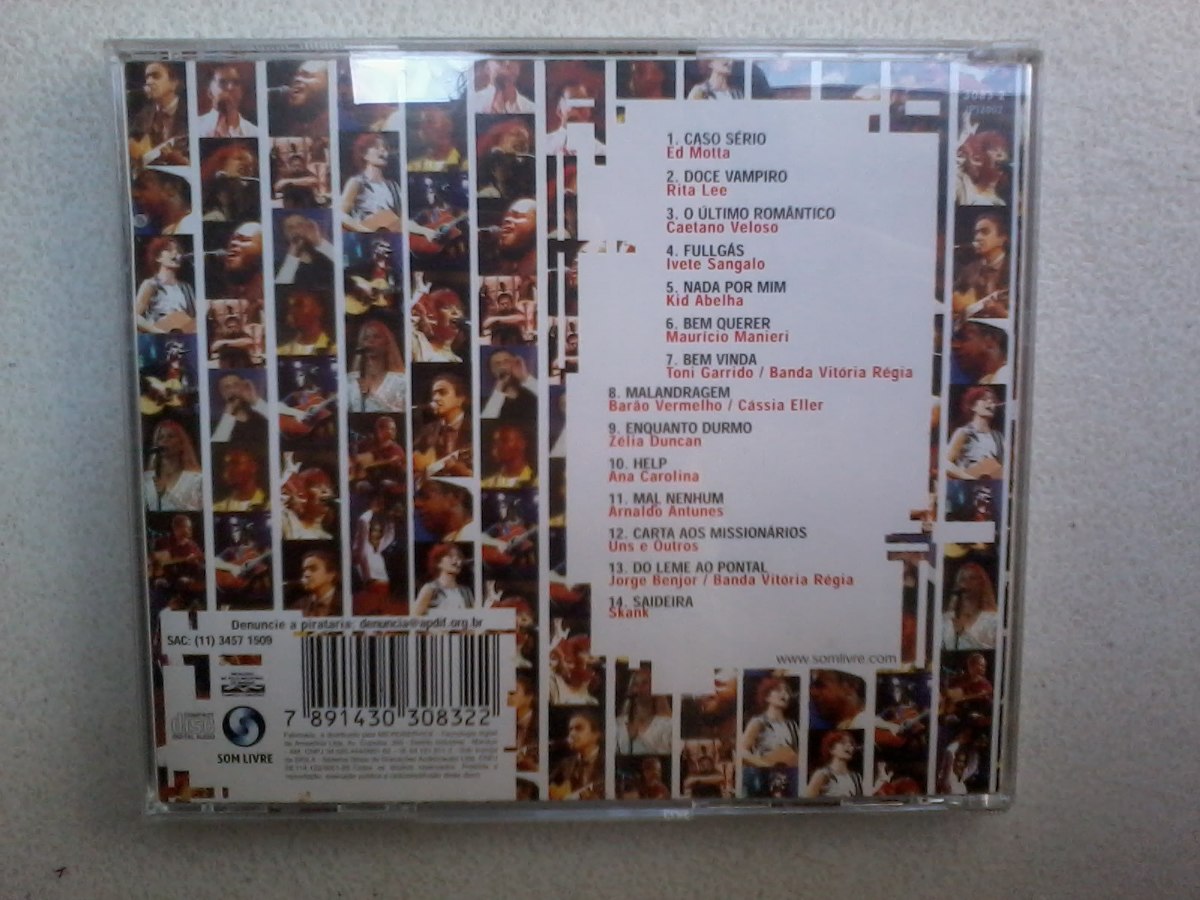 1. CASO SÉRIO
Ed Motta
2. DOCE VAMPIRO
Rita Lee
3. O ÚLTIMO ROMÂNTICO
Caetano Veloso
4. FULLGÁS
Ivete Sangalo
5. NADA POR MIM
Kid Abelha
6. BEM QUERER
Maurício Manieri
7. BEM VINDA
Toni Garrido / Banda Vitória Régia
8. MALANDRAGEM
Barão Vermelho / Cássia Eller
9. ENQUANTO DURMO
Zélia Duncan
10. HELP
Ana Carolina
11. MAL NENHUM
Arnaldo Antunes
12. CARTA AOS MISSIONÁRIOS
Uns e Outros
13. DO LEME AO PONTAL
Jorge Benjor / Banda Vitória Régia
14. SAIDEIRA
Skank
www.somlivre.com
Denuncie a pirataria: denuncia@apdif.org.br
SAC: (11) 3457 1509
7 891430 308322
COMPACT
disc
DIGITAL AUDIO
SOM LIVRE